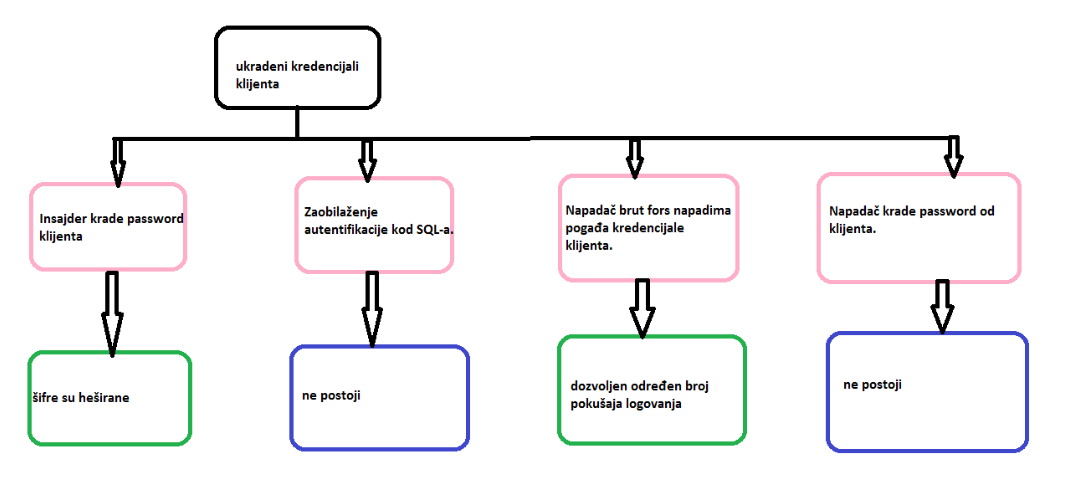 ukradeni kredencijali
klijenta
Insajder krade password
klijenta
Zaobilaženje
autentifikacije kod SQL-a.
Napadač brut fors napadima
pogađa kredencijale
klijenta.
Napadač krade password od
klijenta.
šifre su heširane
ne postoji
dozvoljen određen broj
pokušaja logovanja
ne postoji